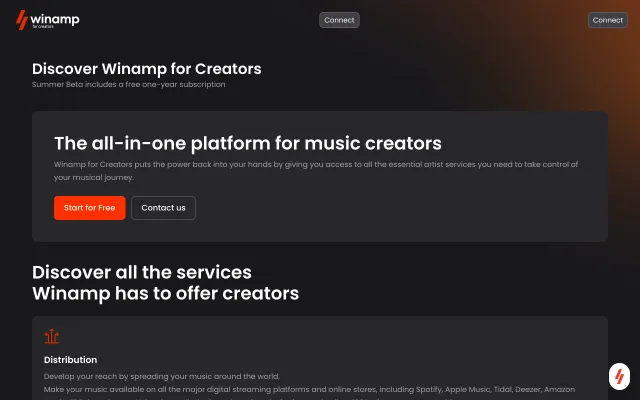 winamp
for creators
Connect
Connect
Discover Winamp for Creators
Summer Beta includes a free one-year subscription
The all-in-one platform for music creators
Winamp for Creators puts the power back into your hands by giving you access to all the essential artist services you need to take control of
your musical journey.
Start for Free
Contact us
Discover all the services
Winamp has to offer creators
Distribution
Develop your reach by spreading your music around the world.
Make your music available on all the major digital streaming platforms and online stores, including Spotify, Apple Music, Tidal, Deezer, Amazon